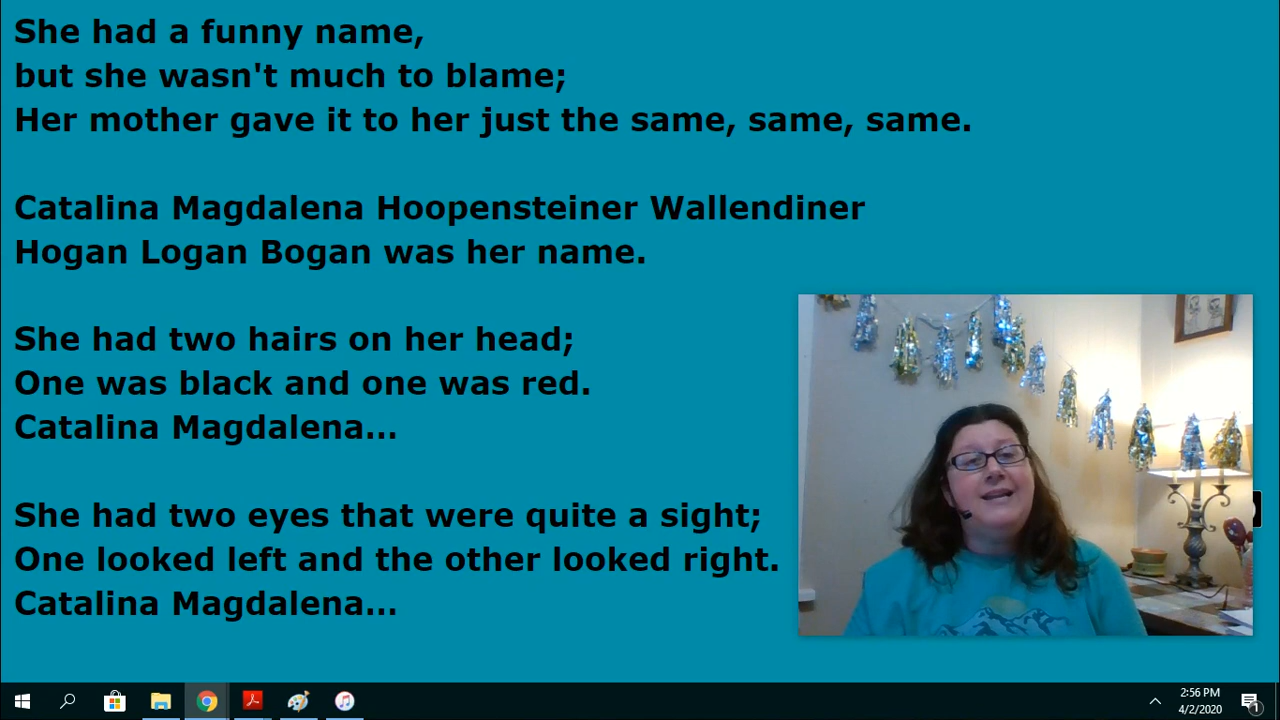 She had a funny name,
but she wasn't much to blame;
Her mother gave it to her just the same, same, same.
Catalina Magdalena Hoopensteiner Wallendiner
Hogan Logan Bogan was her name.
She had two hairs on her head;
One was black and one was red.
Catalina Magdalena...
She had two eyes that were quite a sight;
One looked left and the other looked right.
Catalina Magdalena...
2:56 PM
4/2/2020
1